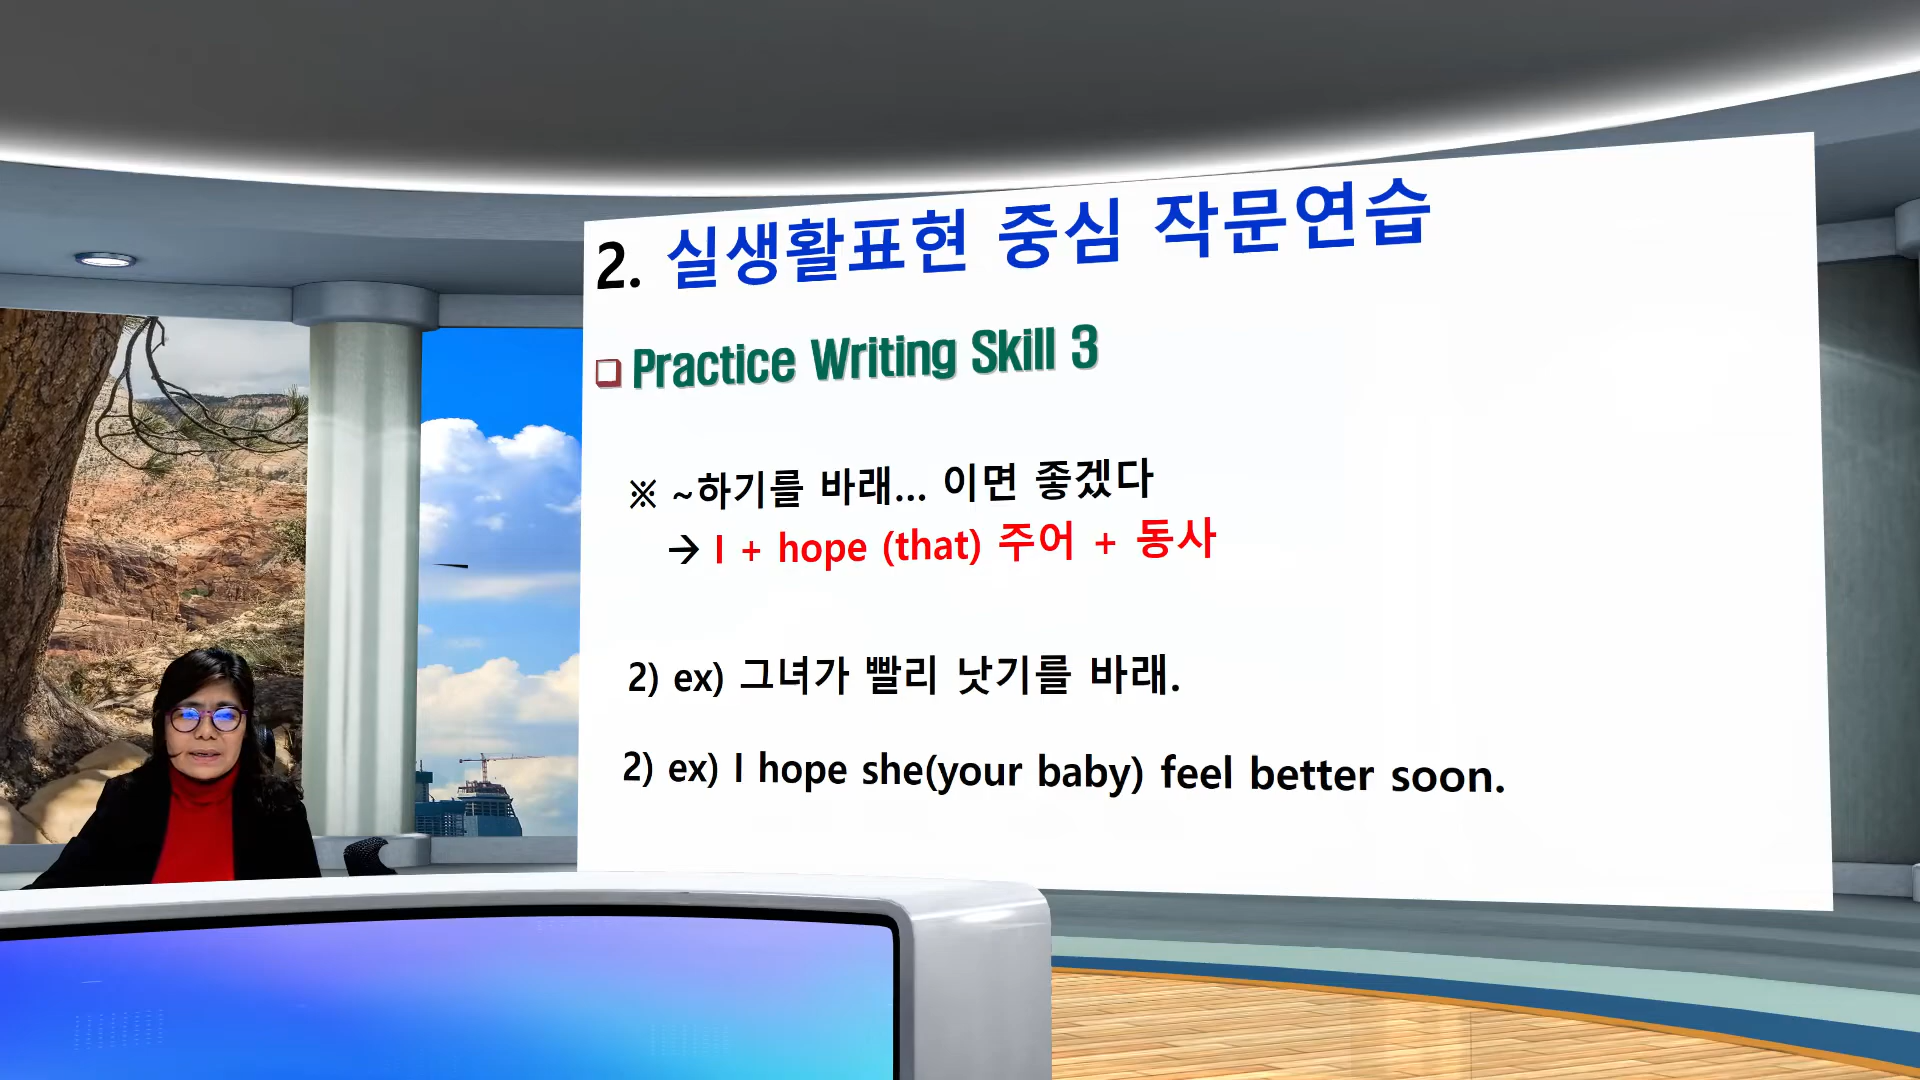 2. 실생활표현 중심 작문연습
❑ Practice Writing Skill 3
※ ~하기를 바래... 이면 좋겠다
→ I + hope (that) 주어 + 동사
2) ex) 그녀가 빨리 낫기를 바래.
2) ex) I hope she(your baby) feel better soon.